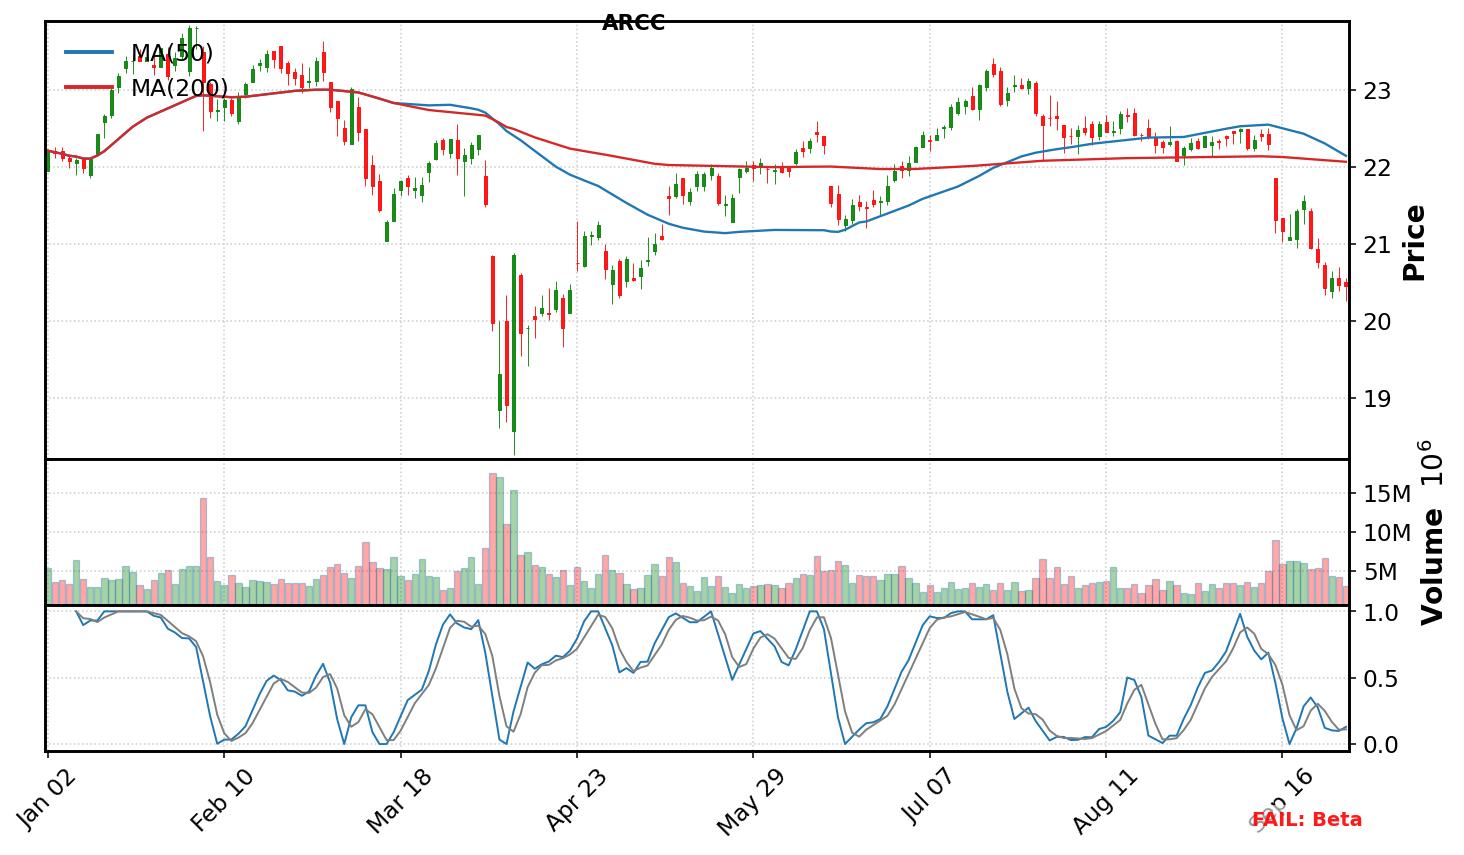 ARCC
MA(50)
MA(200)
23
22
21
20
19
Price
15M
10M
5M
Volume 10^6
1.0
0.5
0.0
Jan 02
Feb 10
Mar 18
Apr 23
May 29
Jul 07
Aug 11
Sep 16
FAIL: Beta